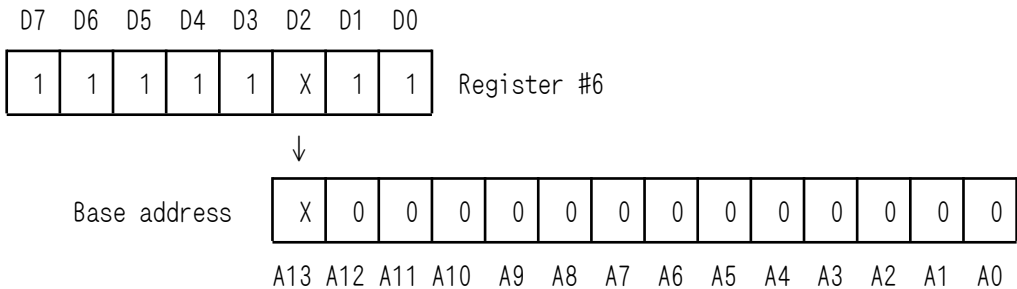 D7 D6 D5 D4 D3 D2 D1 D0
1 1 1 1 1 X 1 1 Register #6
↓
Base address X 0 0 0 0 0 0 0 0 0 0 0 0 0
A13 A12 A11 A10 A9 A8 A7 A6 A5 A4 A3 A2 A1 A0